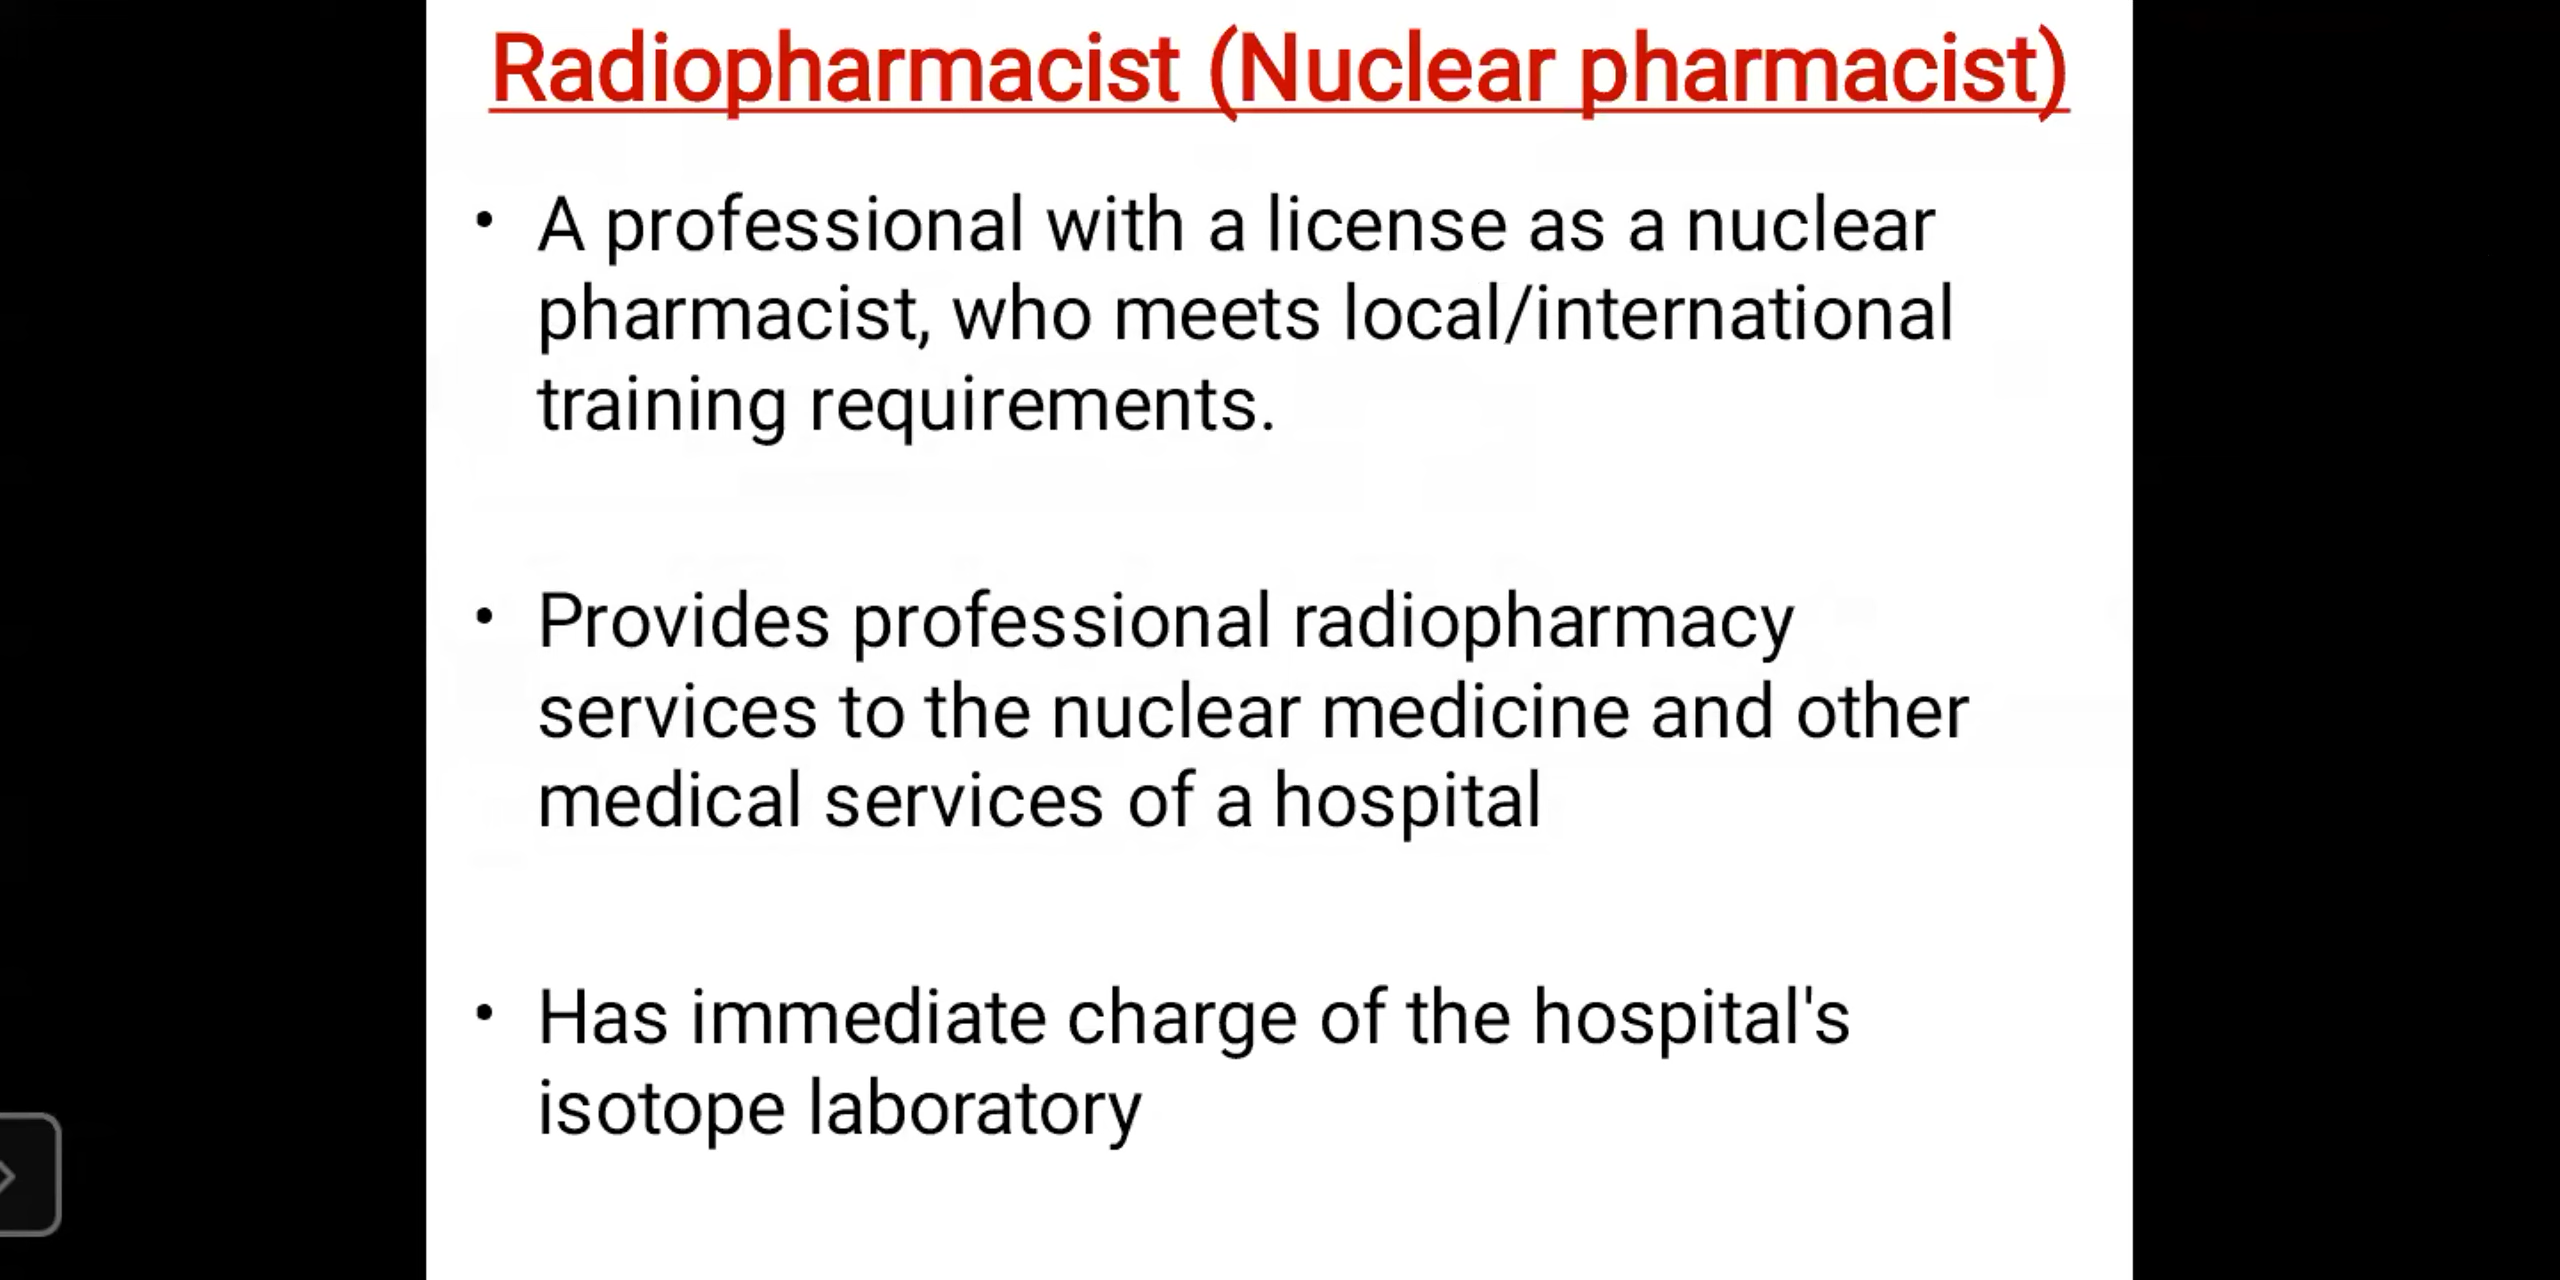 Radiopharmacist (Nuclear pharmacist)
• A professional with a license as a nuclear
pharmacist, who meets local/international
training requirements.
• Provides professional radiopharmacy
services to the nuclear medicine and other
medical services of a hospital
• Has immediate charge of the hospital's
isotope laboratory